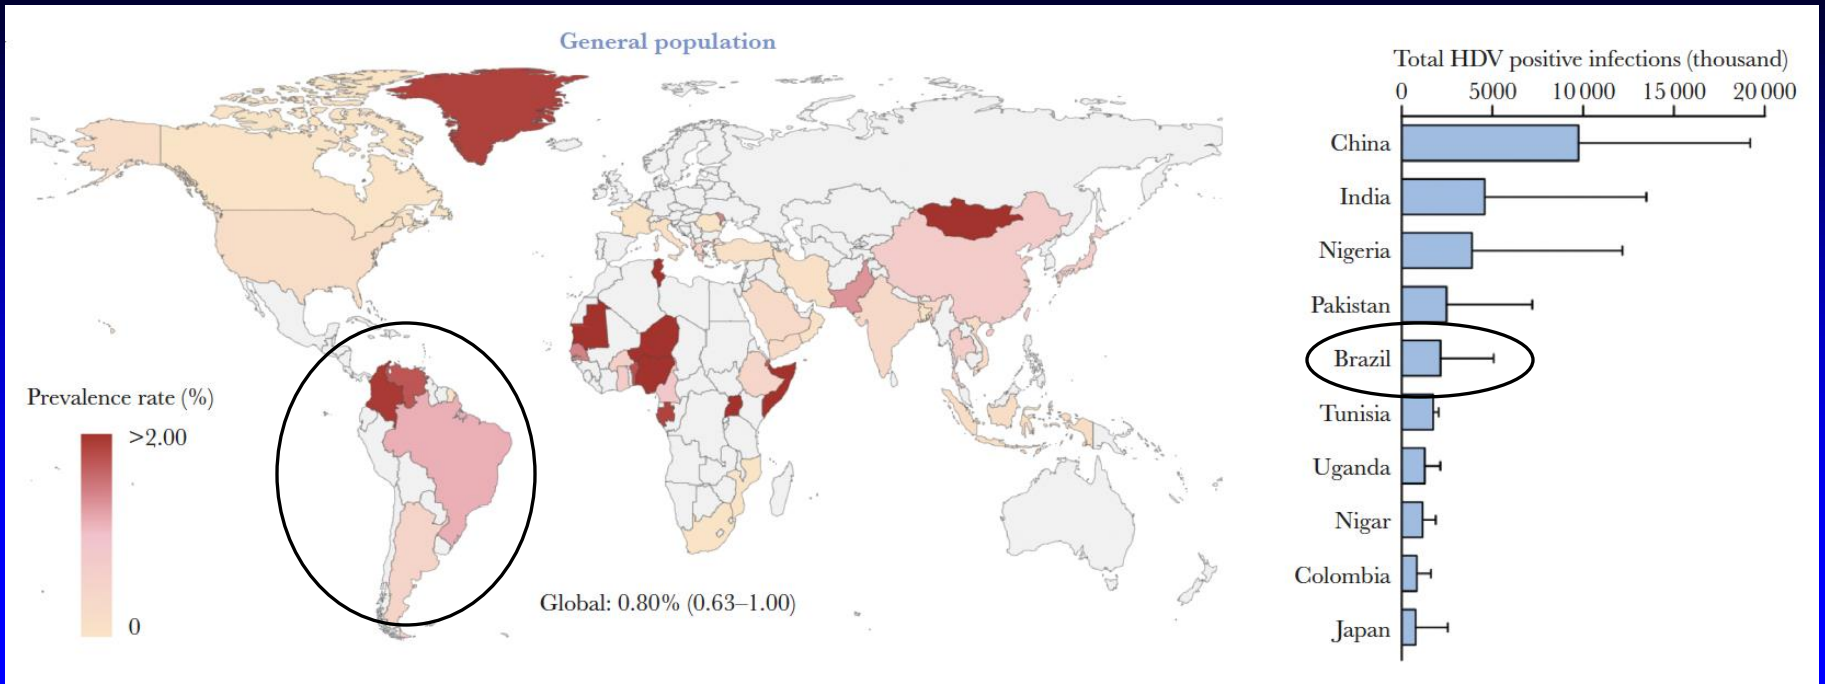 General population
Prevalence rate (%)
>2.00
0
Global: 0.80% (0.63–1.00)
Total HDV positive infections (thousand)
0 5000 10 000 15 000 20 000
China
India
Nigeria
Pakistan
Brazil
Tunisia
Uganda
Nigar
Colombia
Japan